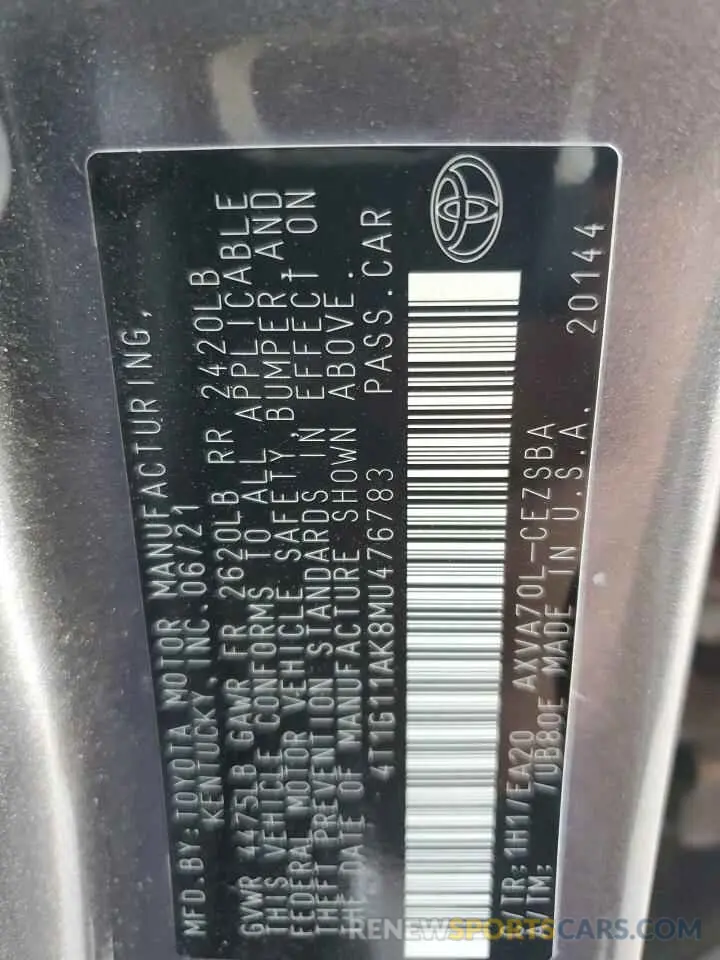 MFD.BY:TOYOTA MOTOR MANUFACTURING,
KENTUCKY, INC.06/21
GVWR 4475LB GAWR FR 2620LB RR 2420LB
THIS VEHICLE CONFORMS TO ALL APPLICABLE
FEDERAL MOTOR VEHICLE SAFETY, BUMPER AND
THEFT PREVENTION STANDARDS IN EFFECT ON
THE DATE OF MANUFACTURE SHOWN ABOVE.
4T1G11AK8MU476783 PASS.CAR
C/TR:1H1/EA20 AXVA70L-CEZSBA
/TM: /UB80E MADE IN U.S.A. 20144
RENEWSPORTSCARS.COM